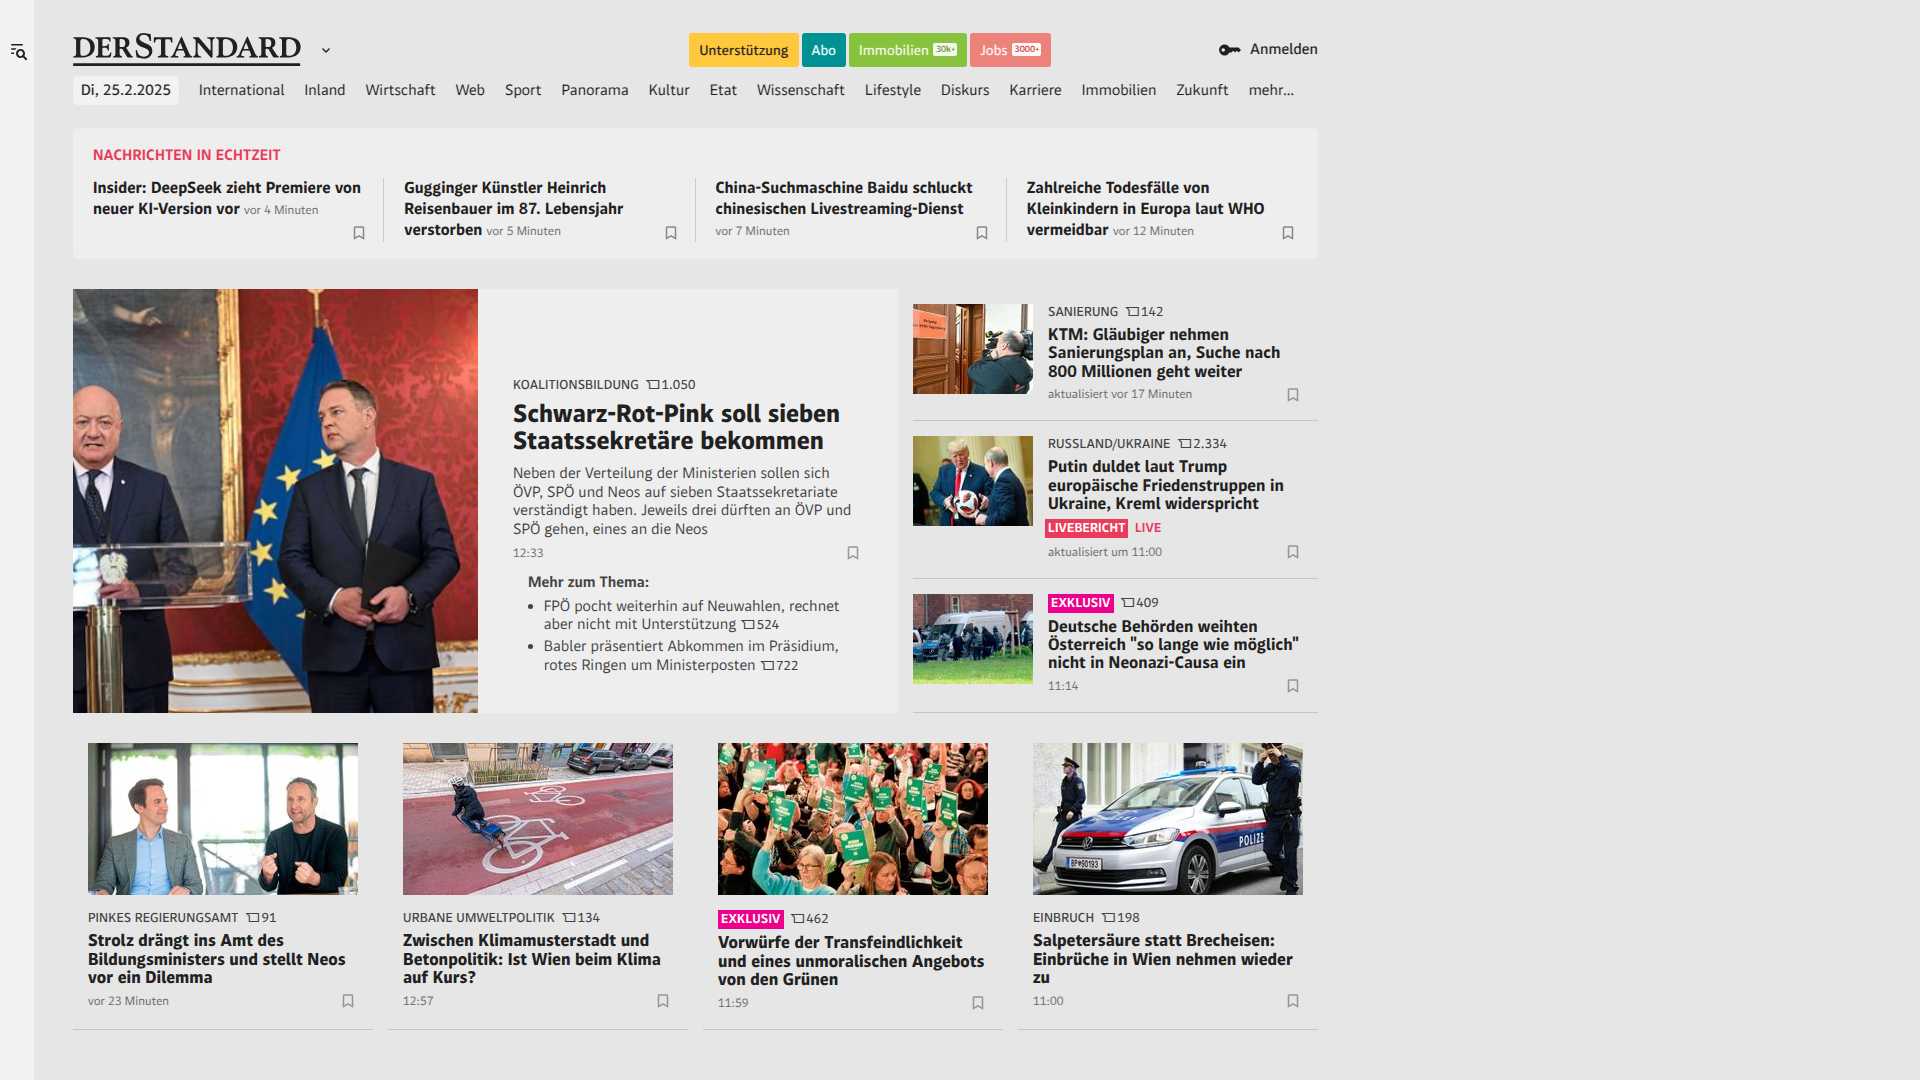 DERSTANDARD
Unterstützung
Abo
Immobilien 30k+
Jobs 3000+
Anmelden
Di, 25.2.2025
International
Inland
Wirtschaft
Web
Sport
Panorama
Kultur
Etat
Wissenschaft
Lifestyle
Diskurs
Karriere
Immobilien
Zukunft
mehr...
NACHRICHTEN IN ECHTZEIT
Insider: DeepSeek zieht Premiere von
neuer KI-Version vor vor 4 Minuten
Gugginger Künstler Heinrich
Reisenbauer im 87. Lebensjahr
verstorben vor 5 Minuten
China-Suchmaschine Baidu schluckt
chinesischen Livestreaming-Dienst
vor 7 Minuten
Zahlreiche Todesfälle von
Kleinkindern in Europa laut WHO
vermeidbar vor 12 Minuten
KOALITIONSBILDUNG 1.050
Schwarz-Rot-Pink soll sieben
Staatssekretäre bekommen
Neben der Verteilung der Ministerien sollen sich
ÖVP, SPÖ und Neos auf sieben Staatssekretariate
verständigt haben. Jeweils drei dürften an ÖVP und
SPÖ gehen, eines an die Neos
12:33
Mehr zum Thema:
• FPÖ pocht weiterhin auf Neuwahlen, rechnet
aber nicht mit Unterstützung 524
• Babler präsentiert Abkommen im Präsidium,
rotes Ringen um Ministerposten 722
SANIERUNG 142
KTM: Gläubiger nehmen
Sanierungsplan an, Suche nach
800 Millionen geht weiter
aktualisiert vor 17 Minuten
RUSSLAND/UKRAINE 2.334
Putin duldet laut Trump
europäische Friedenstruppen in
Ukraine, Kreml widerspricht
LIVEBERICHT LIVE
aktualisiert um 11:00
EXKLUSIV 409
Deutsche Behörden weihten
Österreich "so lange wie möglich"
nicht in Neonazi-Causa ein
11:14
PINKES REGIERUNGSAMT 91
Strolz drängt ins Amt des
Bildungsministers und stellt Neos
vor ein Dilemma
vor 23 Minuten
URBANE UMWELTPOLITIK 134
Zwischen Klimamusterstadt und
Betonpolitik: Ist Wien beim Klima
auf Kurs?
12:57
EXKLUSIV 462
Vorwürfe der Transfeindlichkeit
und eines unmoralischen Angebots
von den Grünen
11:59
POLIZEI
BP 90193
EINBRUCH 198
Salpetersäure statt Brecheisen:
Einbrüche in Wien nehmen wieder
zu
11:00